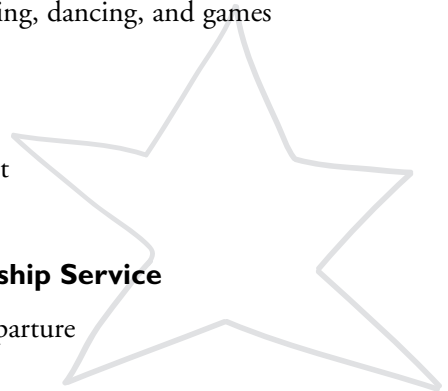 ing, dancing, and games
t
ship Service
parture